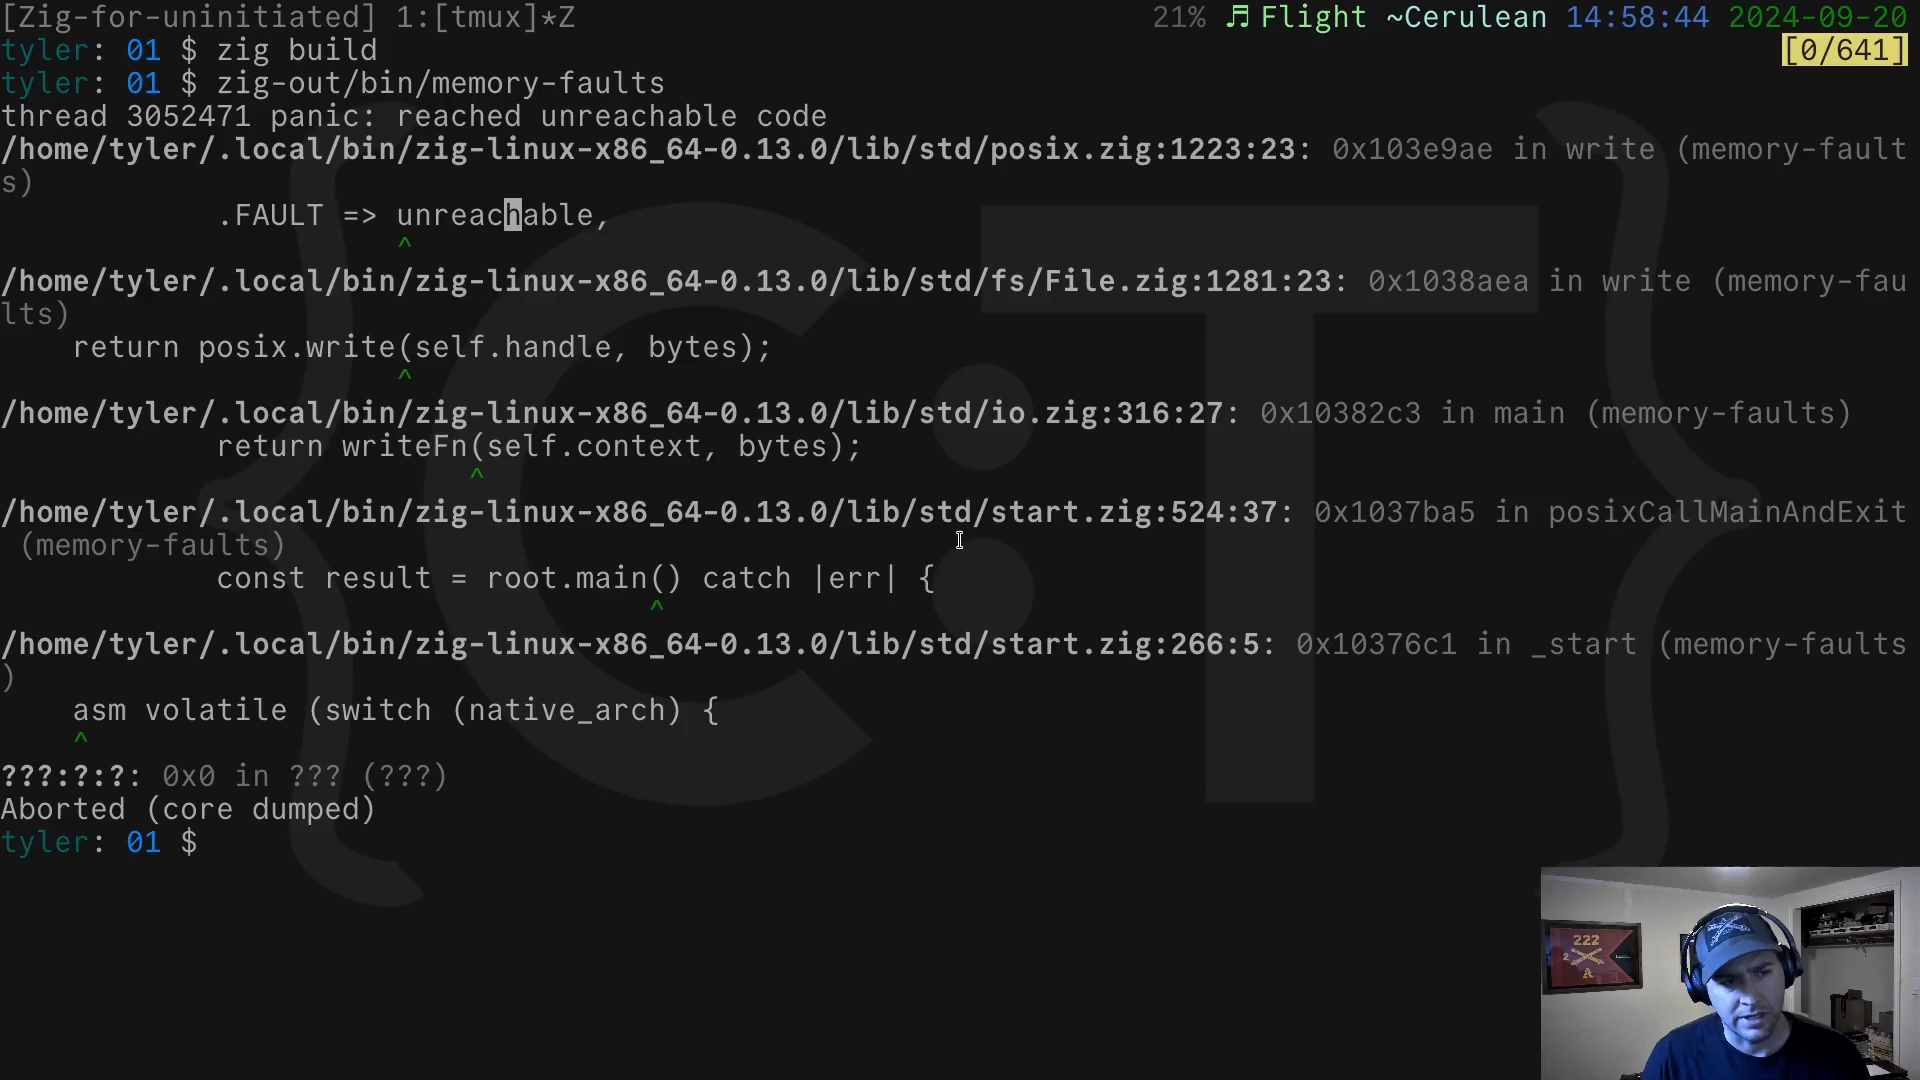 [Zig-for-uninitiated] 1:[tmux]*Z 21% ♬ Flight ~Cerulean 14:58:44 2024-09-20
tyler: 01 $ zig build [0/641]
tyler: 01 $ zig-out/bin/memory-faults
thread 3052471 panic: reached unreachable code
/home/tyler/.local/bin/zig-linux-x86_64-0.13.0/lib/std/posix.zig:1223:23: 0x103e9ae in write (memory-fault
s)
            .FAULT => unreachable,
                      ^
/home/tyler/.local/bin/zig-linux-x86_64-0.13.0/lib/std/fs/File.zig:1281:23: 0x1038aea in write (memory-fau
lts)
    return posix.write(self.handle, bytes);
                      ^
/home/tyler/.local/bin/zig-linux-x86_64-0.13.0/lib/std/io.zig:316:27: 0x10382c3 in main (memory-faults)
            return writeFn(self.context, bytes);
                          ^
/home/tyler/.local/bin/zig-linux-x86_64-0.13.0/lib/std/start.zig:524:37: 0x1037ba5 in posixCallMainAndExit
 (memory-faults)
            const result = root.main() catch |err| {
                                    ^
/home/tyler/.local/bin/zig-linux-x86_64-0.13.0/lib/std/start.zig:266:5: 0x10376c1 in _start (memory-faults
)
    asm volatile (switch (native_arch) {
    ^
???:?:?: 0x0 in ??? (???)
Aborted (core dumped)
tyler: 01 $
{C:T}
222
2
A